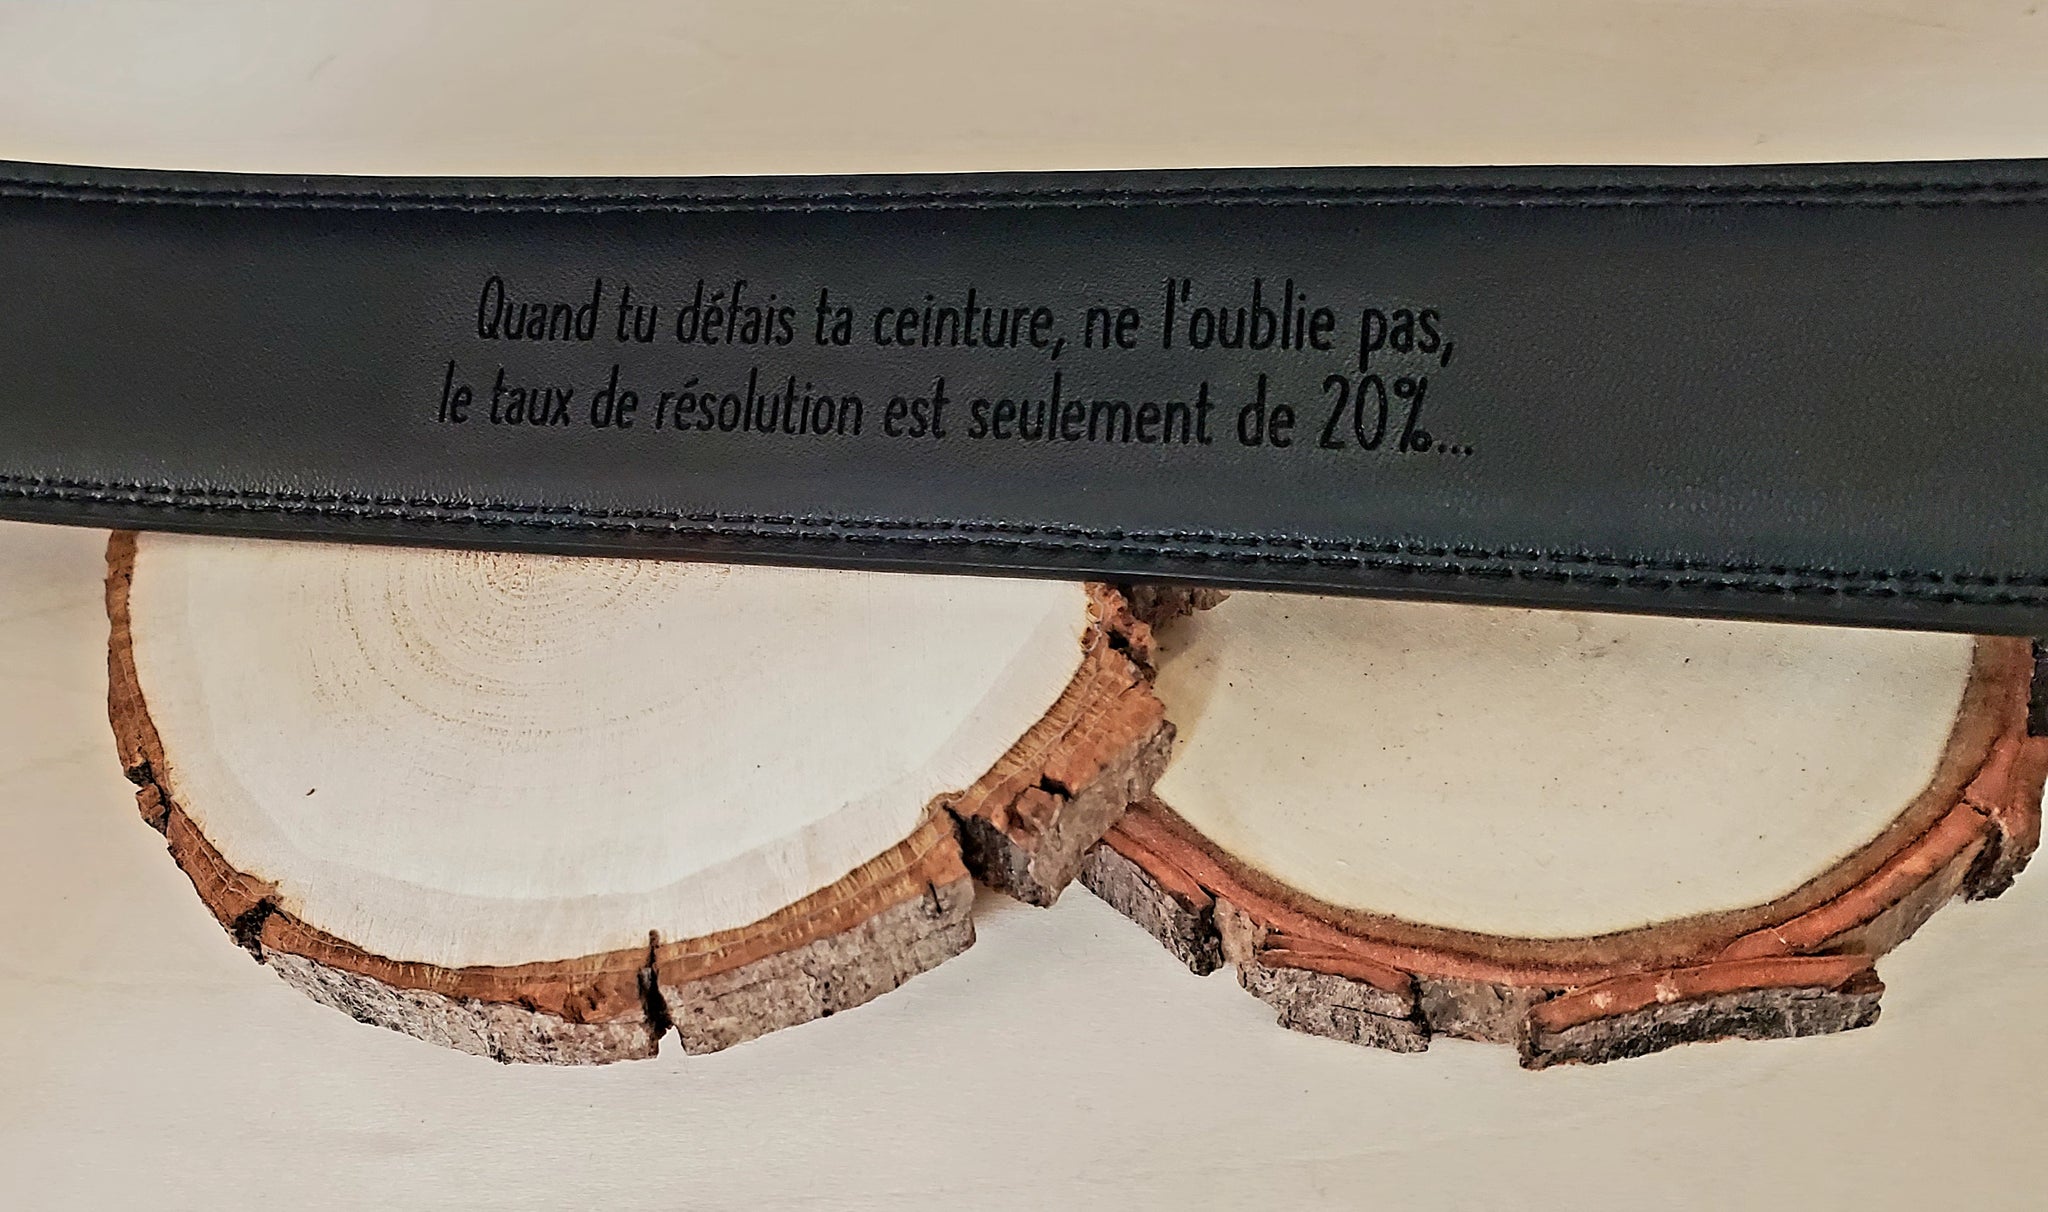 Quand tu défais ta ceinture, ne l'oublie pas,
le taux de résolution est seulement de 20%...